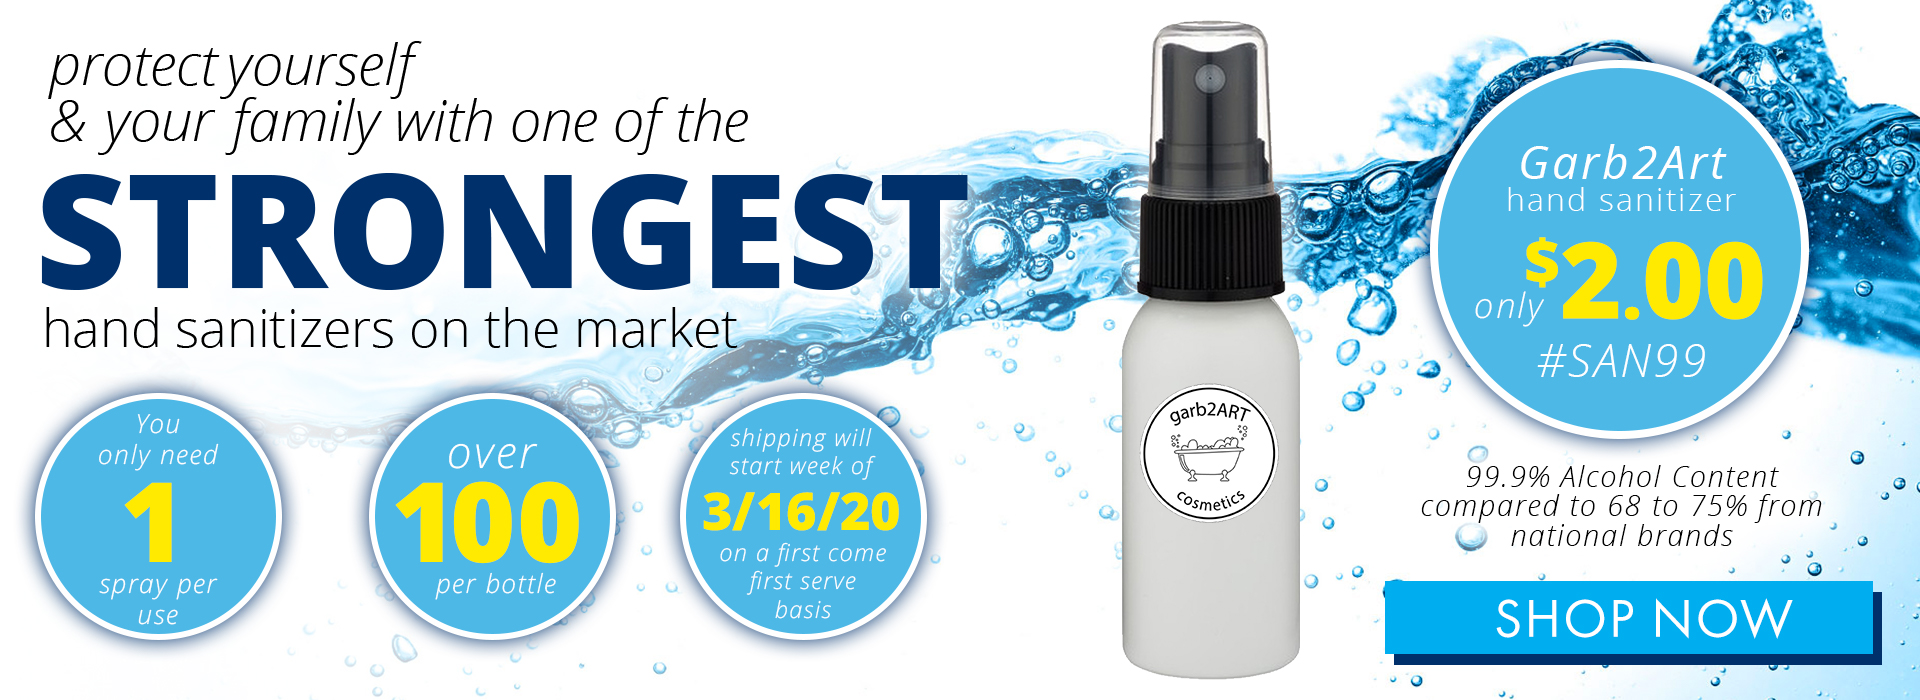 protect yourself
& your family with one of the
STRONGEST
hand sanitizers on the market
You
only need
1
spray per
use
over
100
per bottle
shipping will
start week of
3/16/20
on a first come
first serve
basis
garb2ART
cosmetics
Garb2Art
hand sanitizer
only $2.00
#SAN99
99.9% Alcohol Content
compared to 68 to 75% from
national brands
SHOP NOW